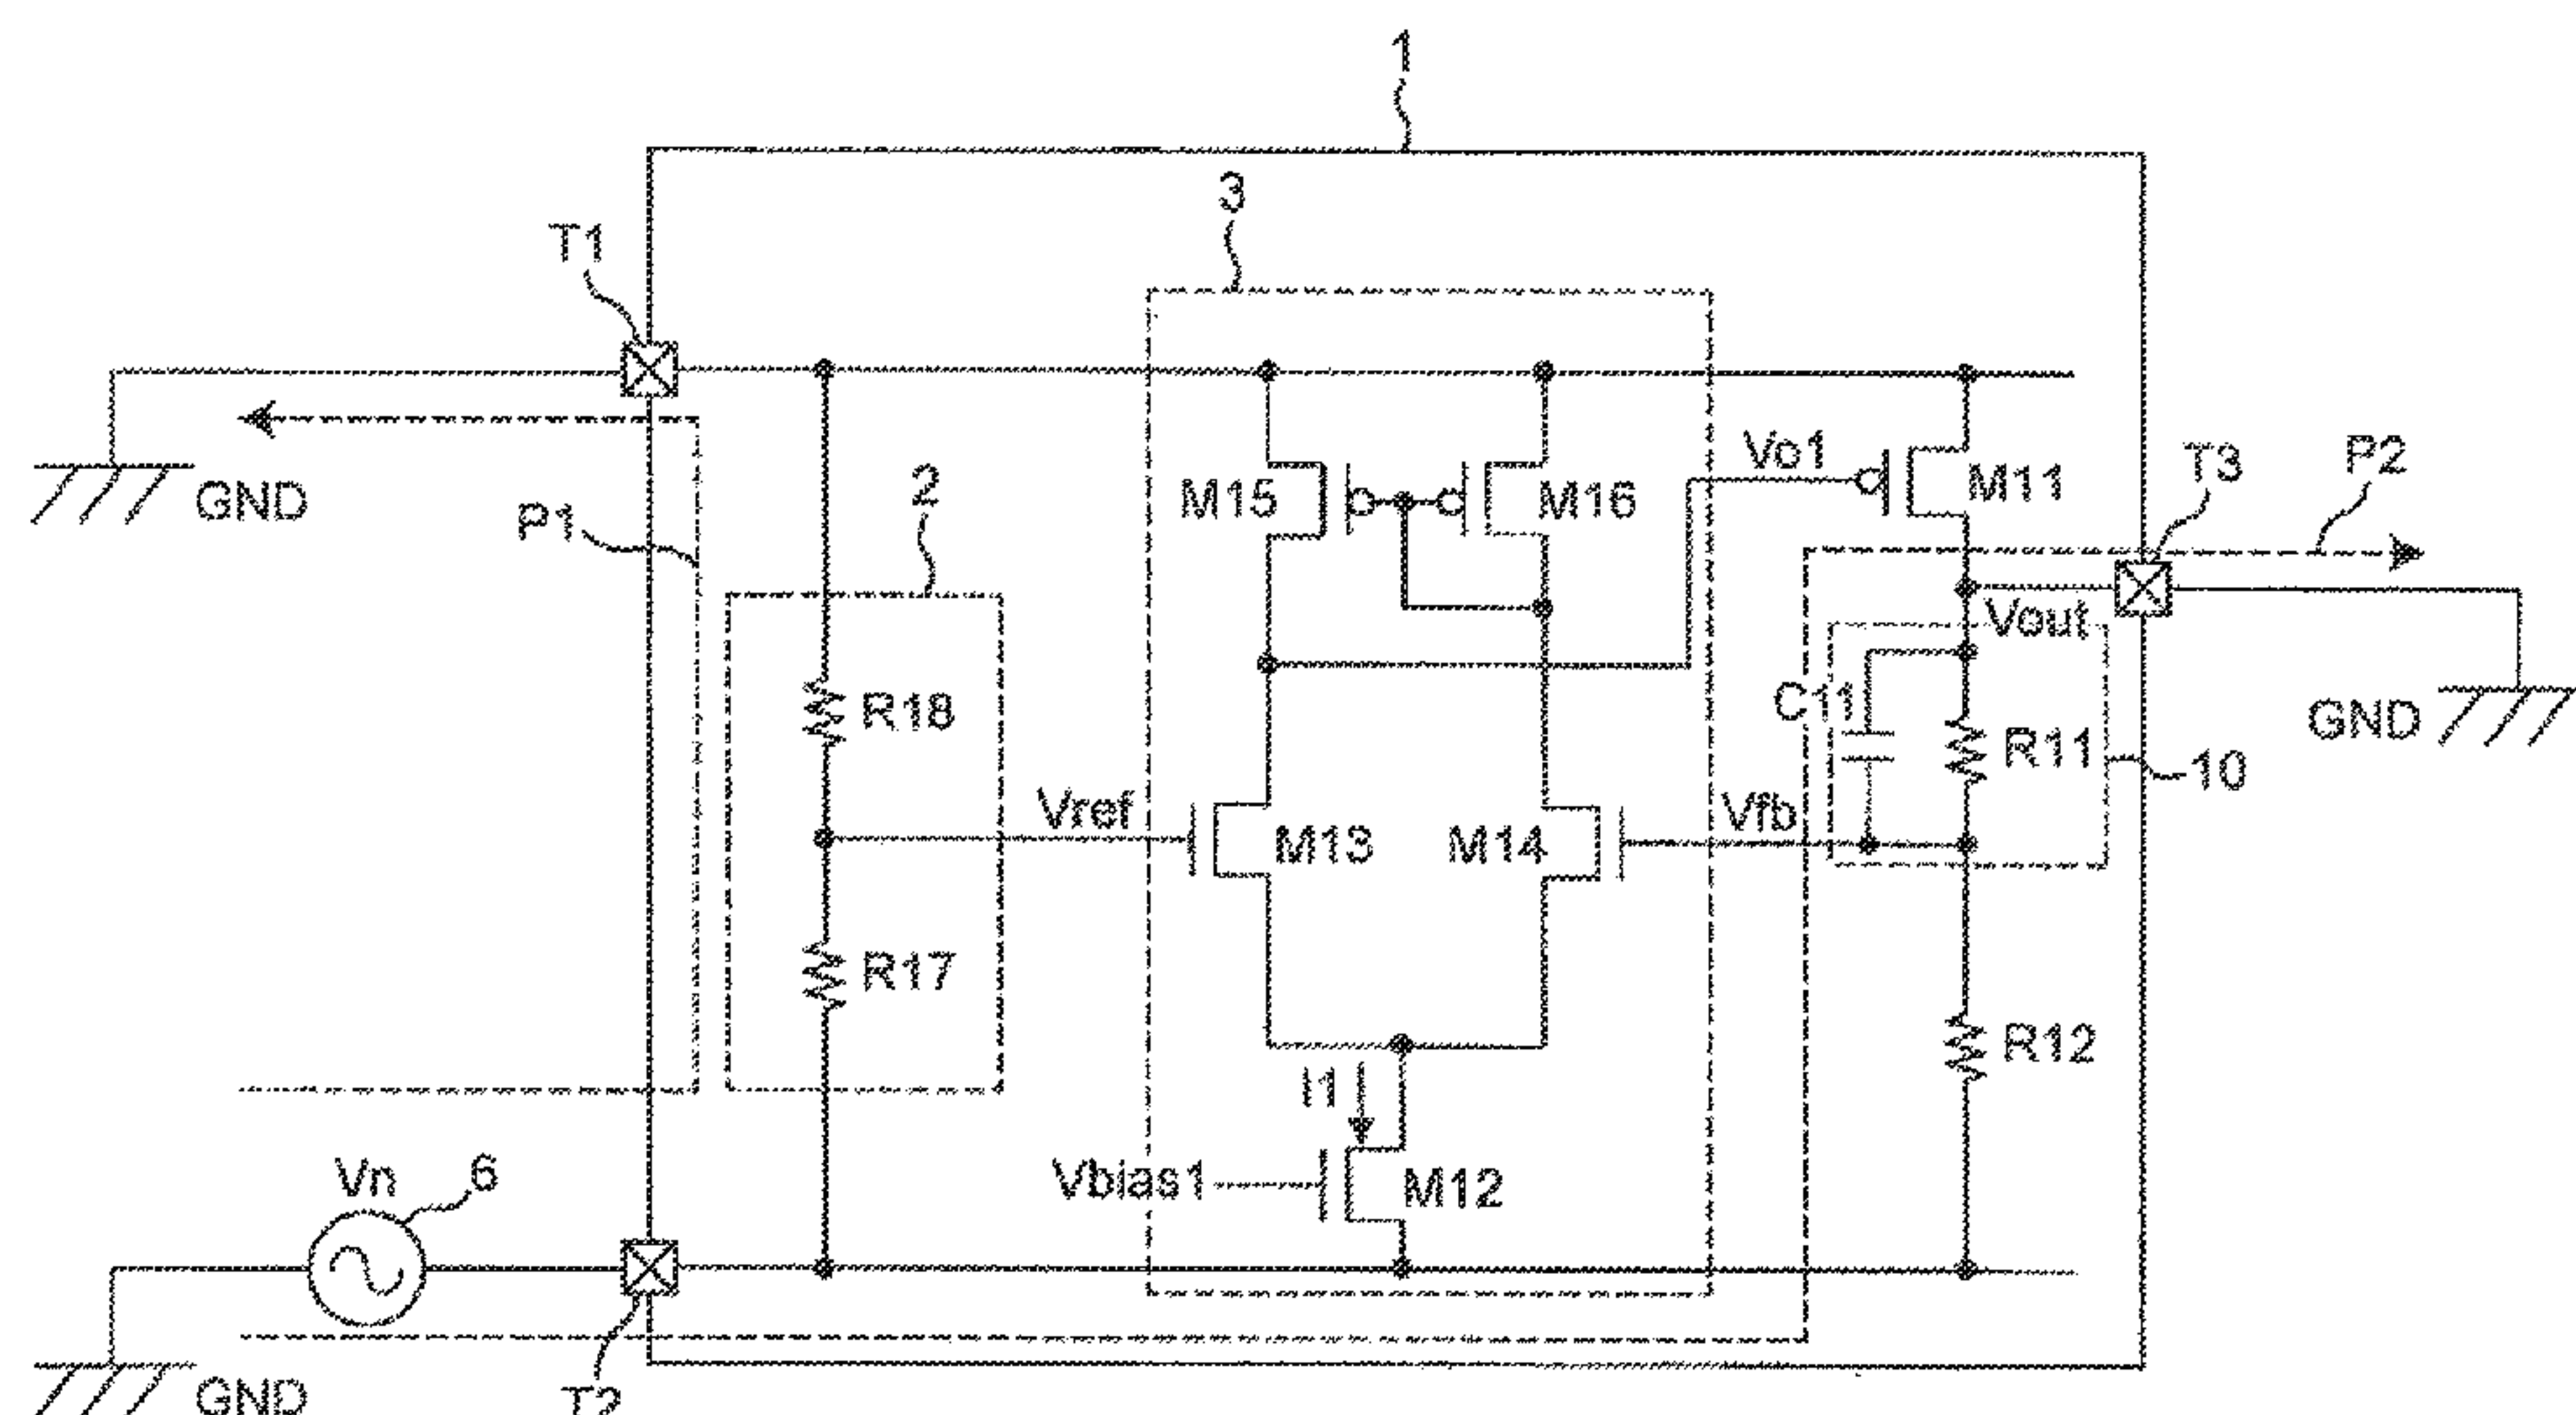 1
3
T1
Vo1
T3
P2
M15
M16
M11
GND
P1
2
Vout
R18
C11
R11
GND
10
Vref
M13
M14
Vfb
R17
R12
I1
Vn
6
Vbias1
M12
GND
T2